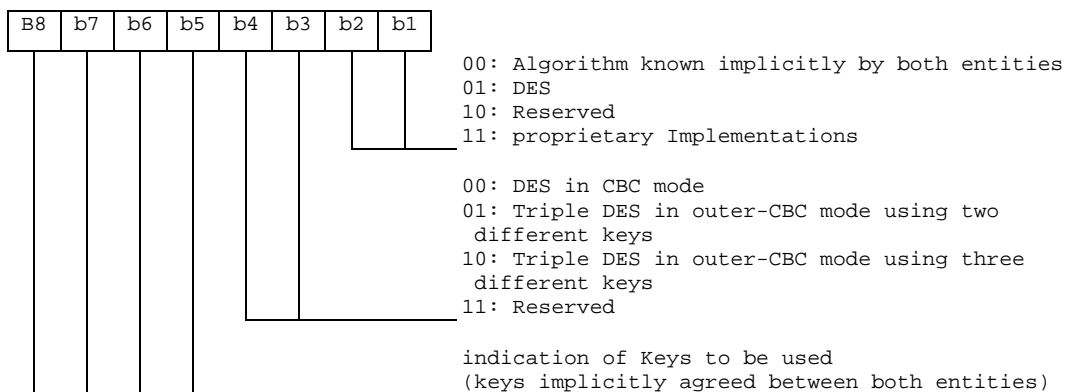 B8 b7 b6 b5 b4 b3 b2 b1
00: Algorithm known implicitly by both entities
01: DES
10: Reserved
11: proprietary Implementations
00: DES in CBC mode
01: Triple DES in outer-CBC mode using two
different keys
10: Triple DES in outer-CBC mode using three
different keys
11: Reserved
indication of Keys to be used
(keys implicitly agreed between both entities)